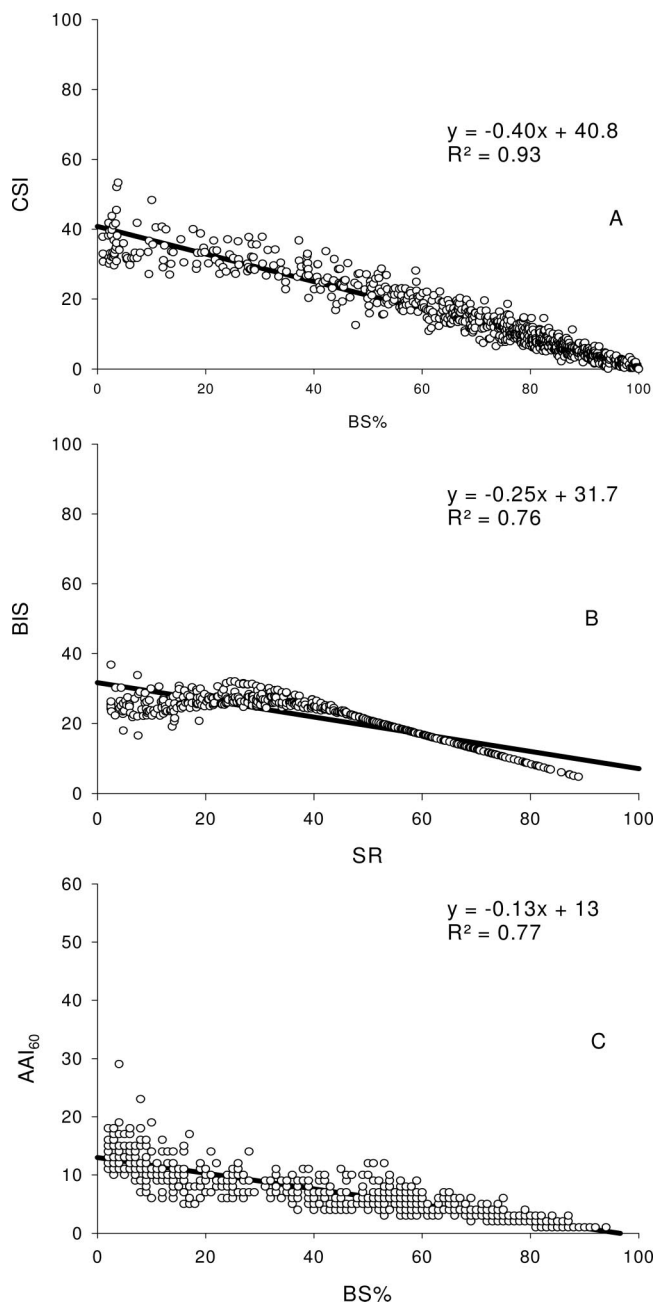 100
80
y = -0.40x + 40.8
60
R² = 0.93
CSI
A
40
20
0
0 20 40 60 80 100
BS%
100
y = -0.25x + 31.7
80
R² = 0.76
60
BIS
B
40
20
0
0 20 40 60 80 100
SR
60
y = -0.13x + 13
R² = 0.77
50
40
AAI₆₀
C
30
20
10
0
0 20 40 60 80 100
BS%